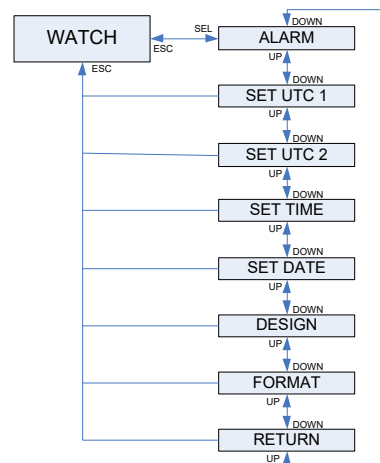 DOWN
WATCH
SEL
ALARM
ESC
ESC
UP
DOWN
SET UTC 1
UP
DOWN
SET UTC 2
UP
DOWN
SET TIME
UP
DOWN
SET DATE
UP
DOWN
DESIGN
UP
DOWN
FORMAT
UP
DOWN
RETURN
UP